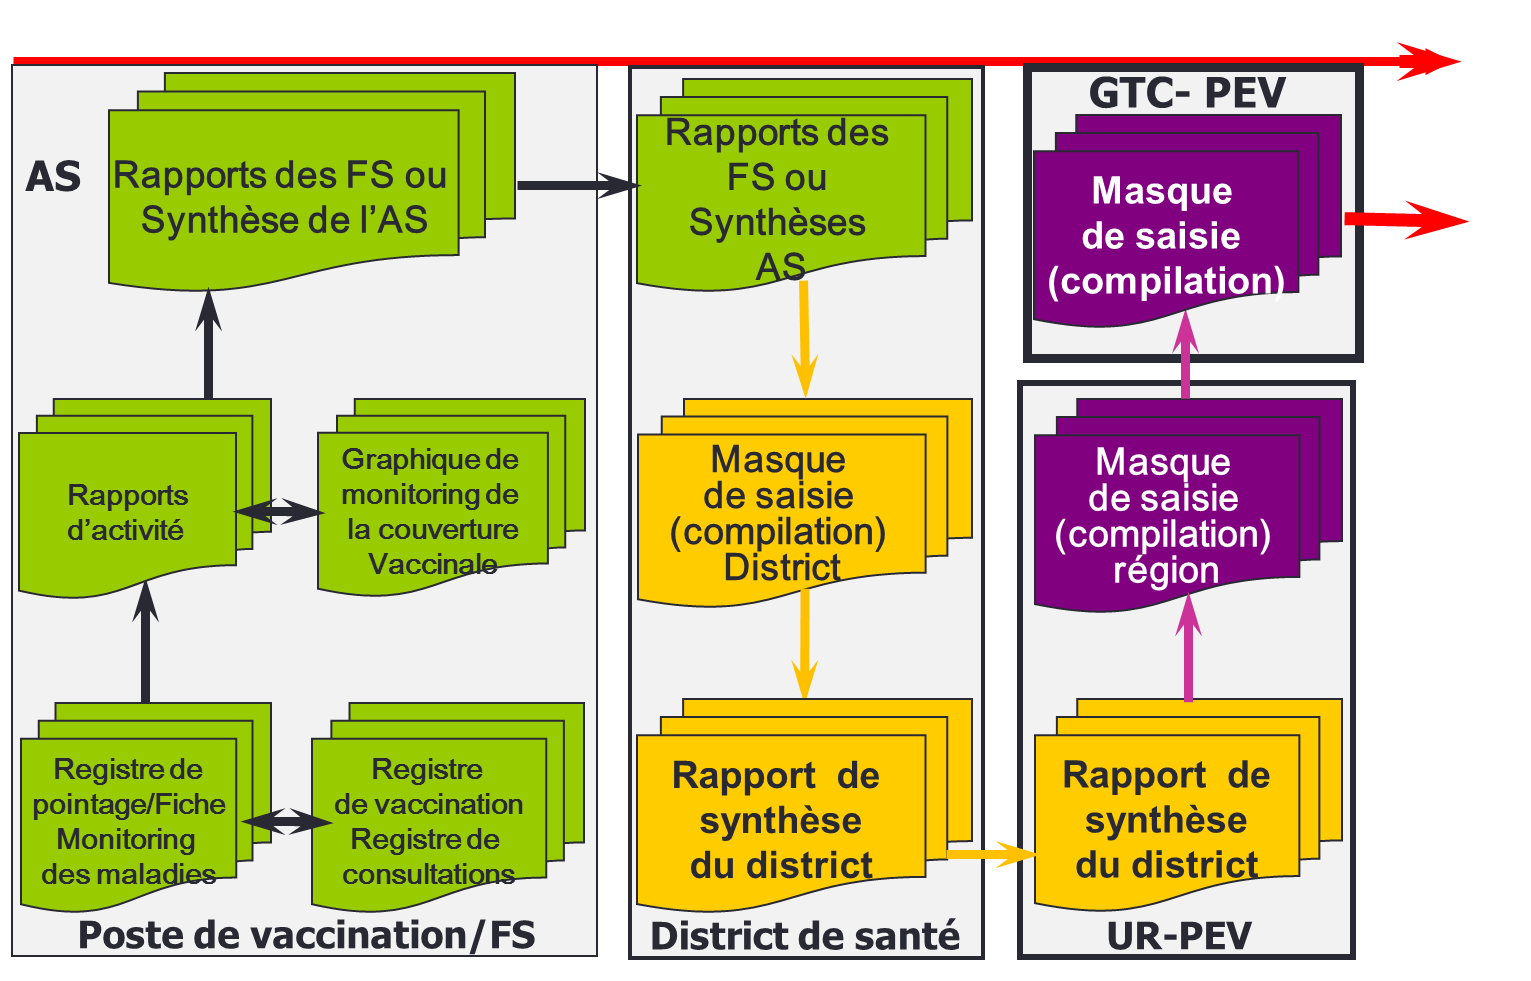 AS
Rapports des FS ou
Synthèse de l’AS
Rapports
d’activité
Graphique de
monitoring de
la couverture
Vaccinale
Registre de
pointage/Fiche
Monitoring
des maladies
Registre
de vaccination
Registre de
consultations
Poste de vaccination/FS
Rapports des
FS ou
Synthèses
AS
Masque
de saisie
(compilation)
District
Rapport de
synthèse
du district
District de santé
GTC- PEV
Masque
de saisie
(compilation)
Masque
de saisie
(compilation)
région
Rapport de
synthèse
du district
UR-PEV